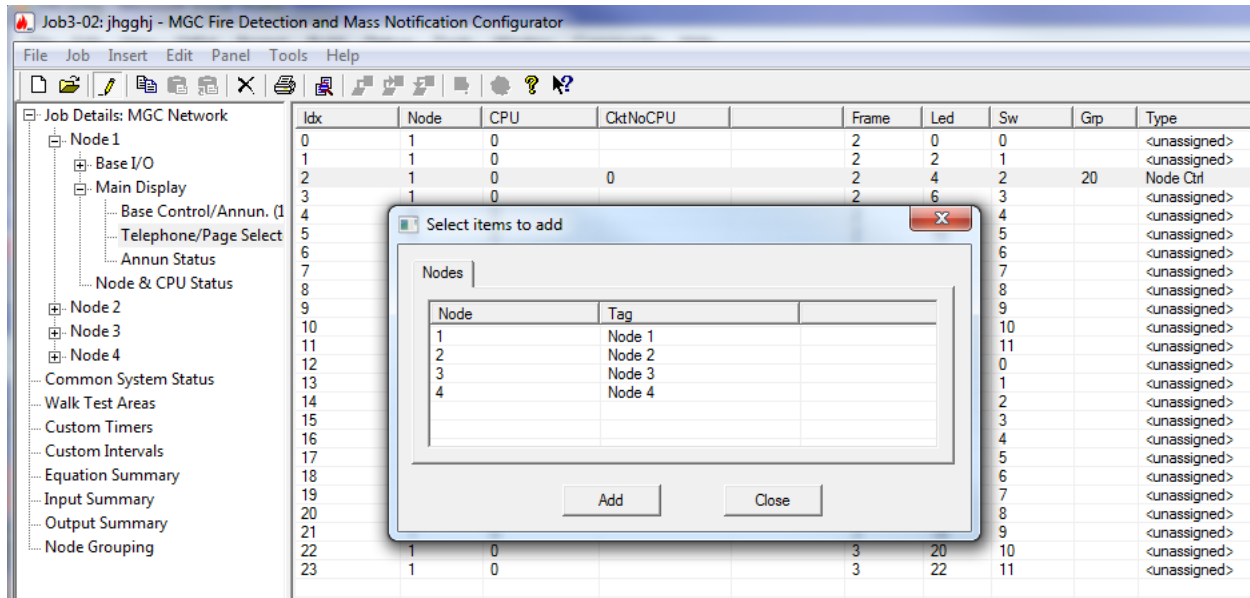 Job3-02: jhgghj - MGC Fire Detection and Mass Notification Configurator
File Job Insert Edit Panel Tools Help
Job Details: MGC Network
Node 1
Base I/O
Main Display
Base Control/Annun. (1
Telephone/Page Select
Annun Status
Node & CPU Status
Node 2
Node 3
Node 4
Common System Status
Walk Test Areas
Custom Timers
Custom Intervals
Equation Summary
Input Summary
Output Summary
Node Grouping
Idx Node CPU CktNoCPU Frame Led Sw Grp Type
0 1 0 2 0 0 <unassigned>
1 1 0 2 2 1 <unassigned>
2 1 0 0 2 4 2 20 Node Ctrl
3 1 0 2 6 3 <unassigned>
4 4 <unassigned>
5 5 <unassigned>
6 6 <unassigned>
7 7 <unassigned>
8 8 <unassigned>
9 9 <unassigned>
10 10 <unassigned>
11 11 <unassigned>
12 0 <unassigned>
13 1 <unassigned>
14 2 <unassigned>
15 3 <unassigned>
16 4 <unassigned>
17 5 <unassigned>
18 6 <unassigned>
19 7 <unassigned>
20 8 <unassigned>
21 9 <unassigned>
22 1 0 3 20 10 <unassigned>
23 1 0 3 22 11 <unassigned>
Select items to add
Nodes
Node Tag
1 Node 1
2 Node 2
3 Node 3
4 Node 4
Add Close